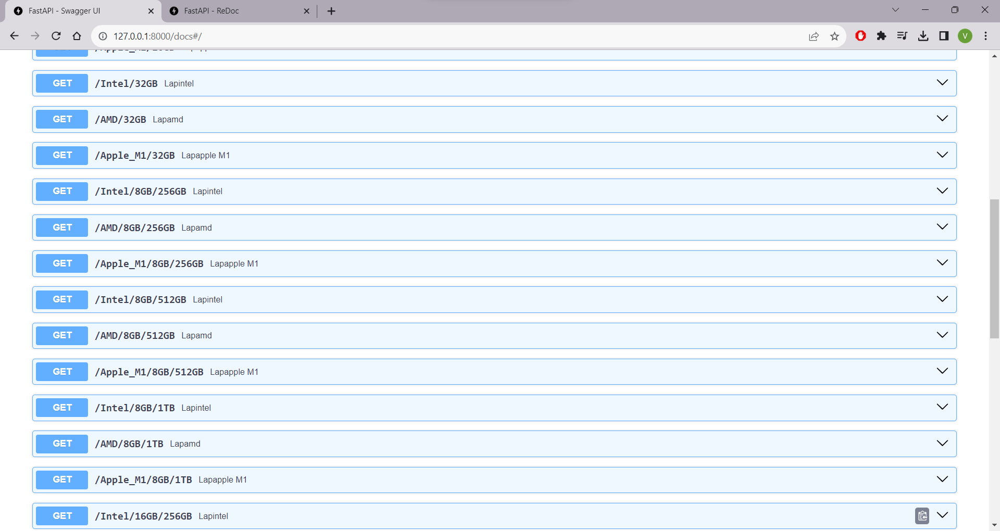 FastAPI - Swagger UI
FastAPI - ReDoc
127.0.0.1:8000/docs#/
V
GET /Intel/32GB Lapintel
GET /AMD/32GB Lapamd
GET /Apple_M1/32GB Lapapple M1
GET /Intel/8GB/256GB Lapintel
GET /AMD/8GB/256GB Lapamd
GET /Apple_M1/8GB/256GB Lapapple M1
GET /Intel/8GB/512GB Lapintel
GET /AMD/8GB/512GB Lapamd
GET /Apple_M1/8GB/512GB Lapapple M1
GET /Intel/8GB/1TB Lapintel
GET /AMD/8GB/1TB Lapamd
GET /Apple_M1/8GB/1TB Lapapple M1
GET /Intel/16GB/256GB Lapintel